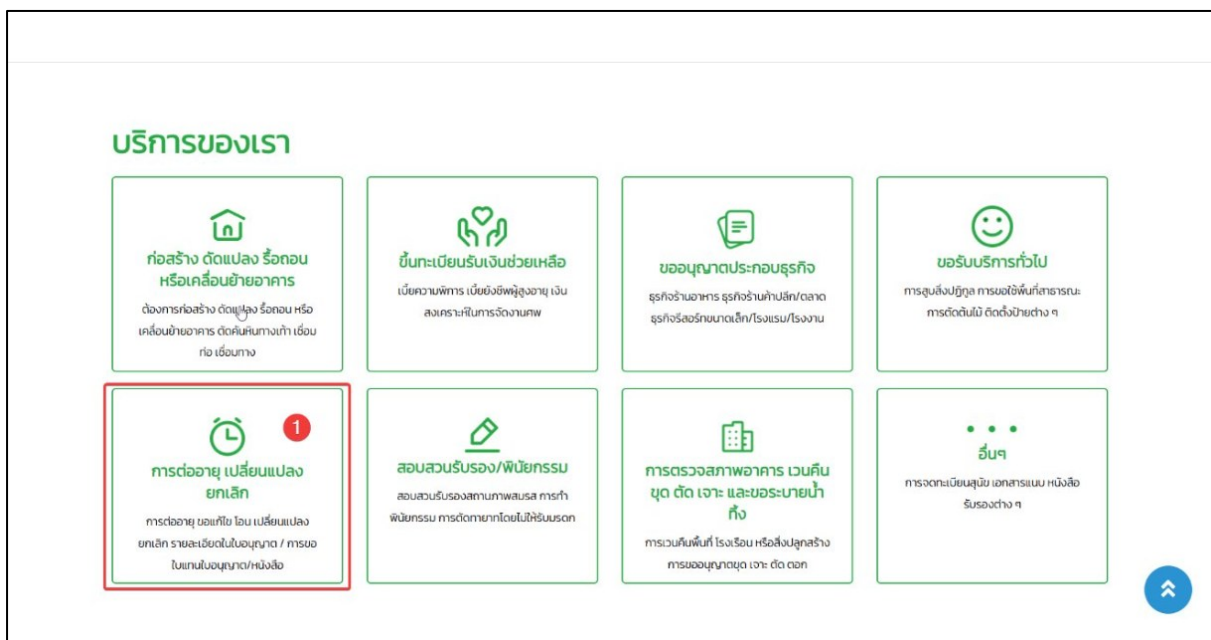 บริการของเรา
ก่อสร้าง ดัดแปลง รื้อถอน
หรือเคลื่อนย้ายอาคาร
ต้องการก่อสร้าง ดัดแปลง รื้อถอน หรือ
เคลื่อนย้ายอาคาร ตัดคันหินทางเท้า เชื่อม
ท่อ เชื่อมทาง
ขึ้นทะเบียนรับเงินช่วยเหลือ
เบี้ยความพิการ เบี้ยยังชีพผู้สูงอายุ เงิน
สงเคราะห์ในการจัดงานศพ
ขออนุญาตประกอบธุรกิจ
ธุรกิจร้านอาหาร ธุรกิจร้านค้าปลีก/ตลาด
ธุรกิจรีสอร์ทขนาดเล็ก/โรงแรม/โรงงาน
ขอรับบริการทั่วไป
การสูบสิ่งปฏิกูล การขอใช้พื้นที่สาธารณะ
การตัดต้นไม้ ติดตั้งป้ายต่าง ๆ
1
การต่ออายุ เปลี่ยนแปลง
ยกเลิก
การต่ออายุ ขอแก้ไข โอน เปลี่ยนแปลง
ยกเลิก รายละเอียดในใบอนุญาต / การขอ
ใบแทนใบอนุญาต/หนังสือ
สอบสวนรับรอง/พินัยกรรม
สอบสวนรับรองสถานภาพสมรส การทำ
พินัยกรรม การตัดทายาทโดยไม่ให้รับมรดก
การตรวจสภาพอาคาร เวนคืน
ขุด ตัด เจาะ และขอระบายน้ำ
ทิ้ง
การเวนคืนพื้นที่ โรงเรือน หรือสิ่งปลูกสร้าง
การขออนุญาตขุด เจาะ ตัด ตอก
อื่นๆ
การจดทะเบียนสุนัข เอกสารแนบ หนังสือ
รับรองต่าง ๆ